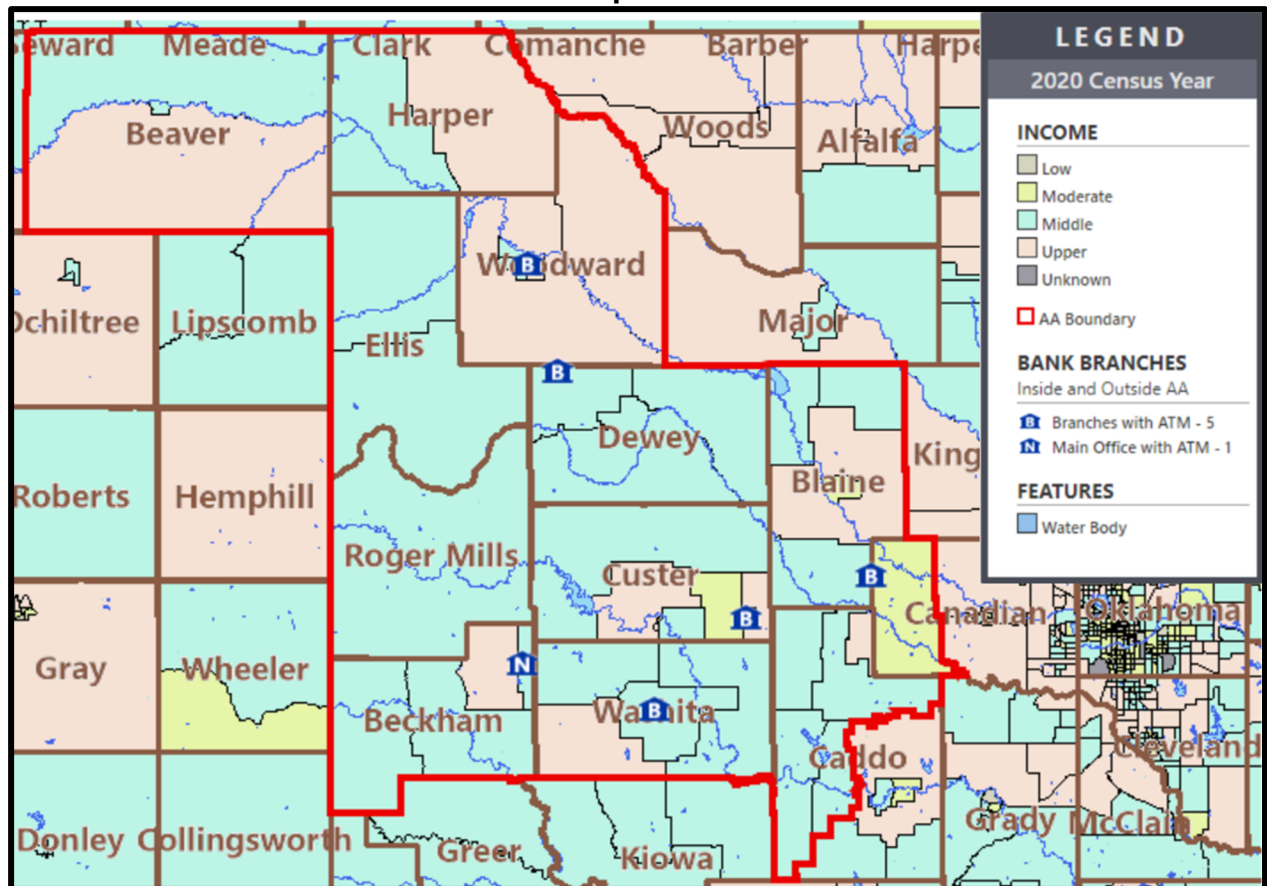 Seward Meade Clark Comanche Barber Harpe
Beaver Harper Woods Alfalfa
Woodward
B
Ochiltree Lipscomb Ellis Major
B
Dewey King
Roberts Hemphill Blaine
Roger Mills Custer B
Canadian Oklahoma
B
Gray Wheeler N
Beckham Washita
B
Caddo Cleveland
Donley Collingsworth Greer Kiowa Grady McClain
LEGEND
2020 Census Year
INCOME
Low
Moderate
Middle
Upper
Unknown
AA Boundary
BANK BRANCHES
Inside and Outside AA
B Branches with ATM - 5
N Main Office with ATM - 1
FEATURES
Water Body